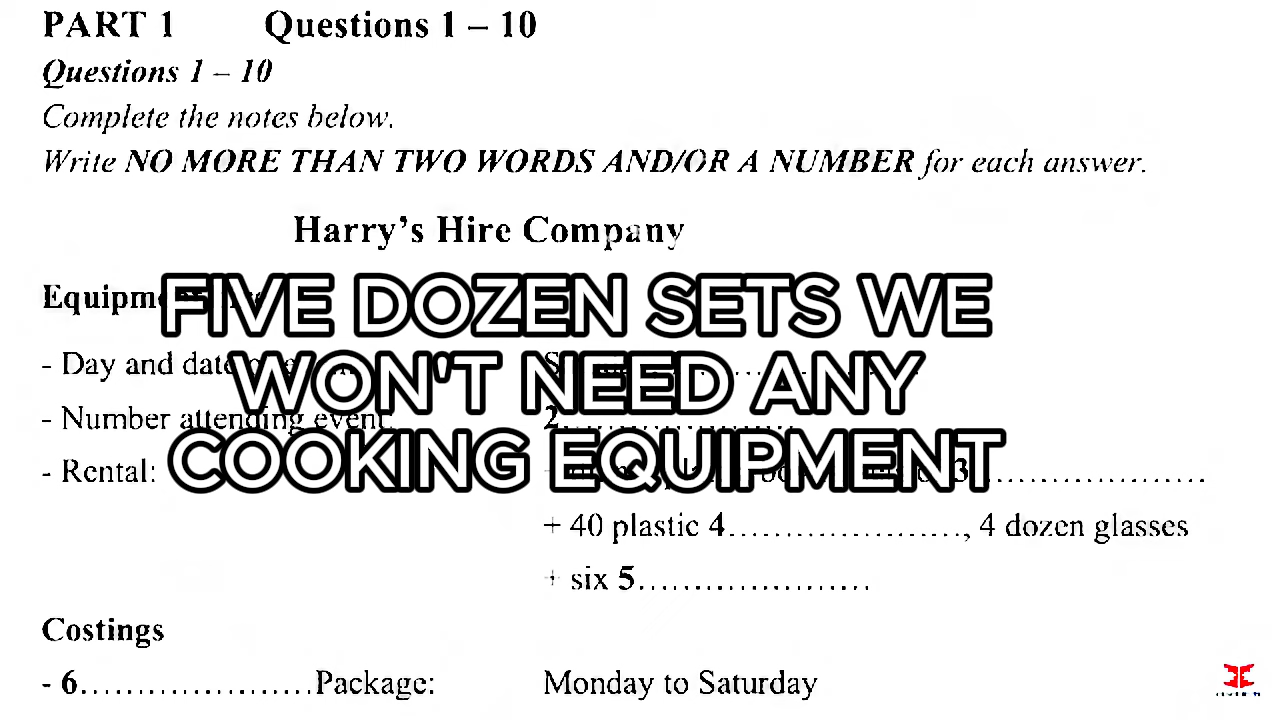 PART 1 Questions 1 – 10
Questions 1 – 10
Complete the notes below.
Write NO MORE THAN TWO WORDS AND/OR A NUMBER for each answer.
Harry's Hire Company
FIVE DOZEN SETS WE
WON'T NEED ANY
COOKING EQUIPMENT
- Day and date
- Number attending event: 2.....................
- Rental: 3.....................
+ 40 plastic 4....................., 4 dozen glasses
+ six 5.....................
Costings
- 6.....................Package: Monday to Saturday